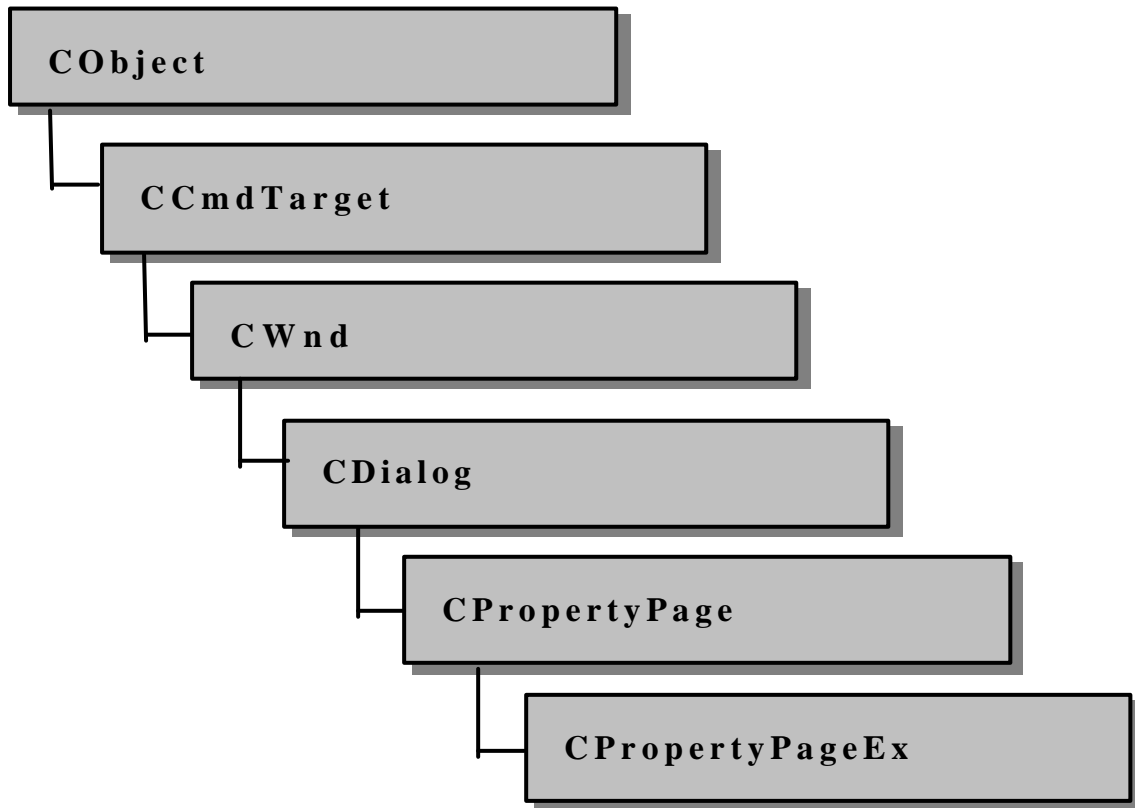 CObject
CCmdTarget
CWnd
CDialog
CPropertyPage
CPropertyPageEx